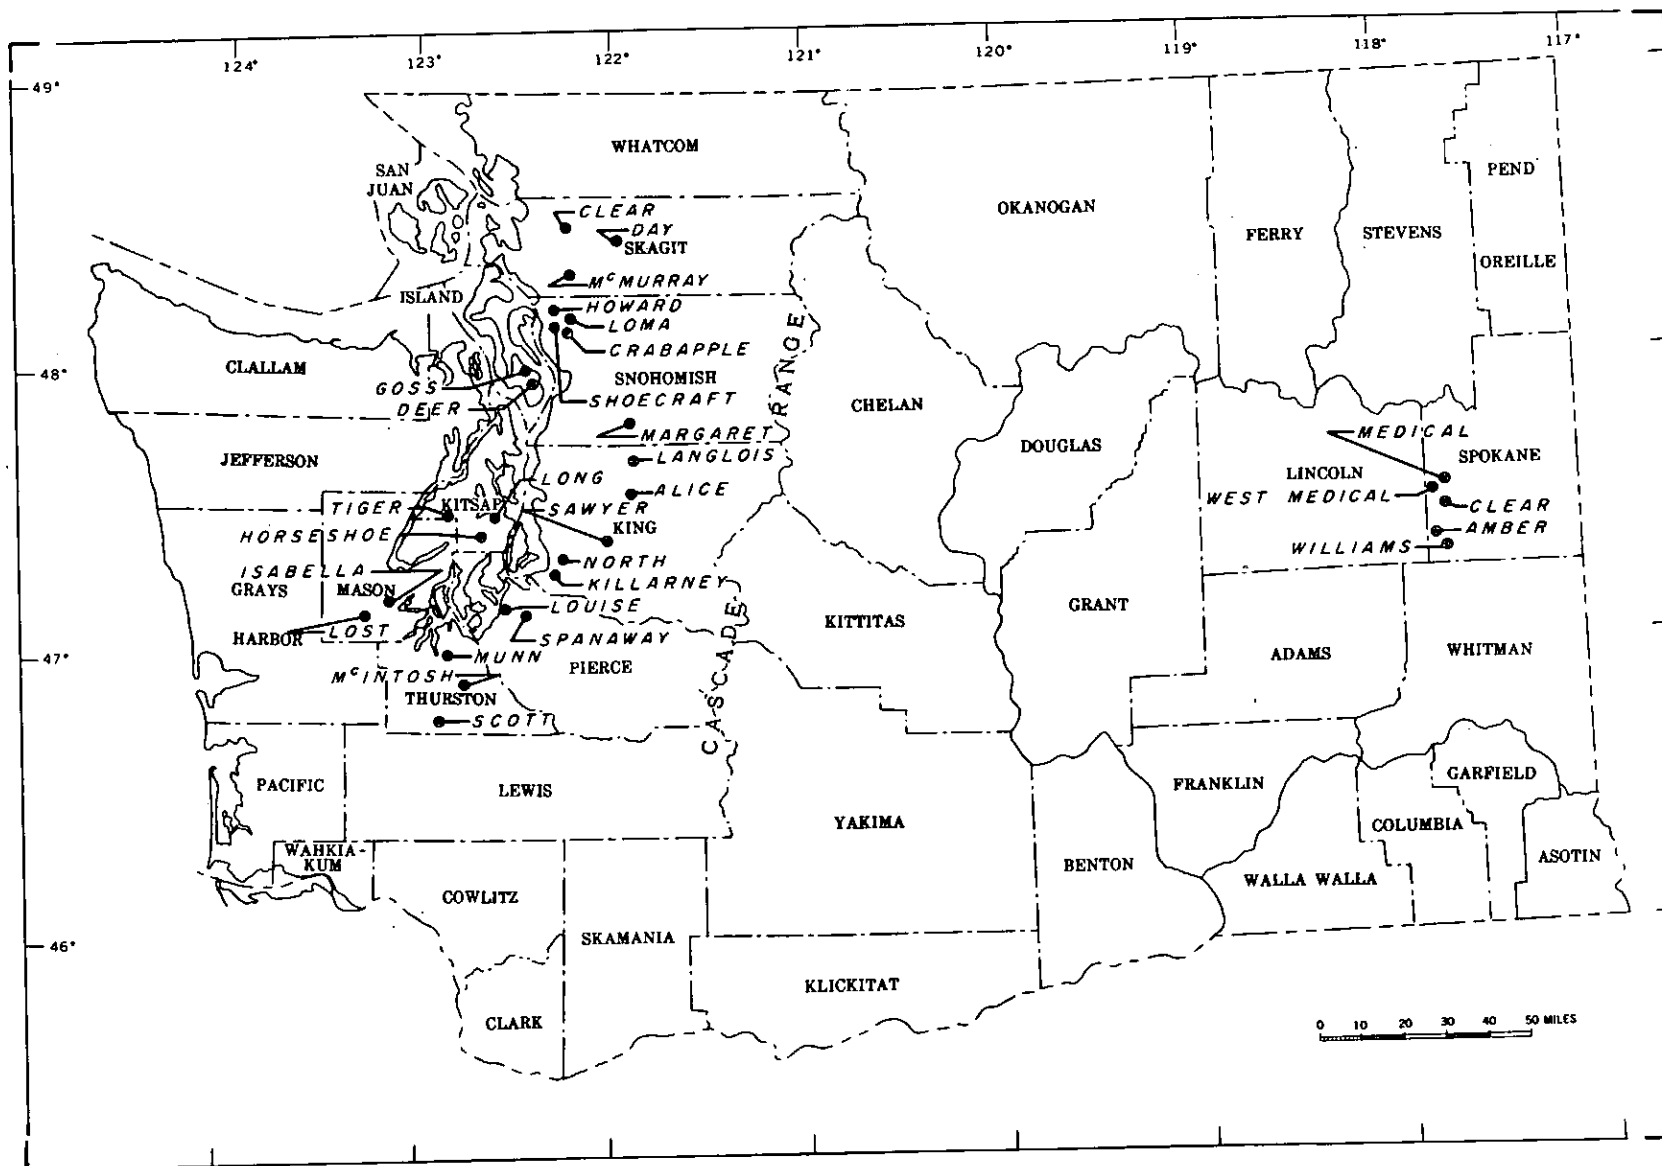 124° 123° 122° 121° 120° 119° 118° 117°
49°
48°
47°
46°
WHATCOM
SAN
JUAN
OKANOGAN
FERRY
STEVENS
PEND
OREILLE
CLEAR
DAY
SKAGIT
McMURRAY
ISLAND
HOWARD
LOMA
CRABAPPLE
CLALLAM
GOSS
SNOHOMISH
DEER
SHOECRAFT
MARGARET
CHELAN
DOUGLAS
JEFFERSON
LANGLOIS
LONG
ALICE
TIGER
KITSAP
SAWYER
KING
HORSESHOE
NORTH
ISABELLA
KILLARNEY
GRAYS
HARBOR
MASON
LOUISE
LOST
SPANAWAY
MUNN
PIERCE
McINTOSH
THURSTON
SCOTT
CASCADE RANGE
KITTITAS
GRANT
MEDICAL
LINCOLN
SPOKANE
WEST MEDICAL
CLEAR
AMBER
WILLIAMS
ADAMS
WHITMAN
PACIFIC
LEWIS
YAKIMA
FRANKLIN
GARFIELD
COLUMBIA
WAHKIA-
KUM
BENTON
WALLA WALLA
ASOTIN
COWLITZ
SKAMANIA
KLICKITAT
CLARK
0 10 20 30 40 50 MILES